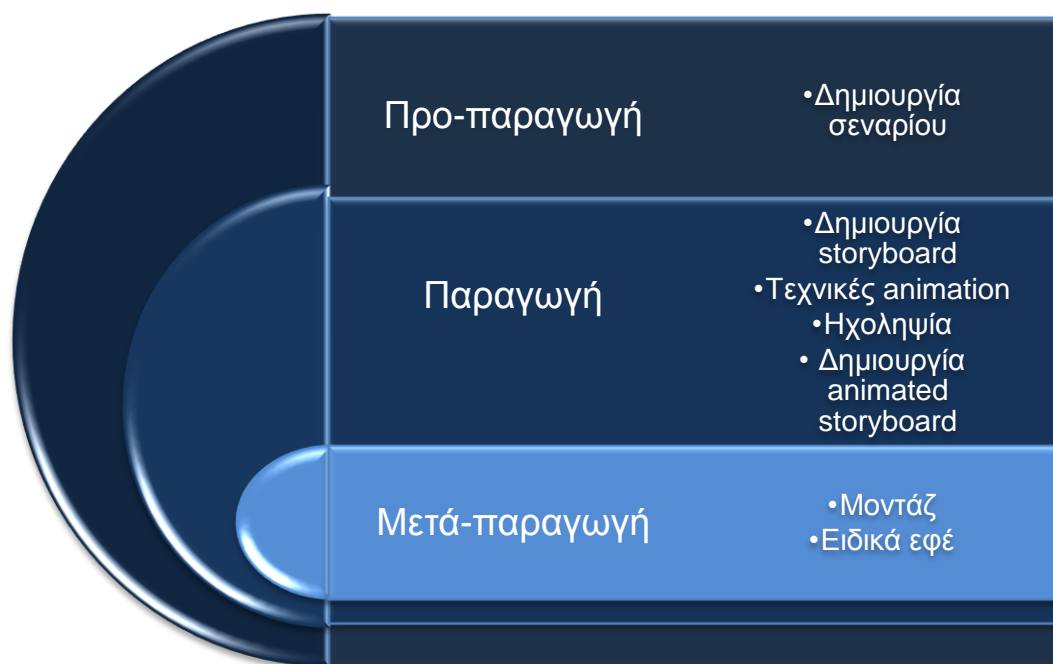 Προ-παραγωγή
•Δημιουργία
σεναρίου
Παραγωγή
•Δημιουργία
storyboard
•Τεχνικές animation
•Ηχοληψία
• Δημιουργία
animated
storyboard
Μετά-παραγωγή
•Μοντάζ
•Ειδικά εφέ